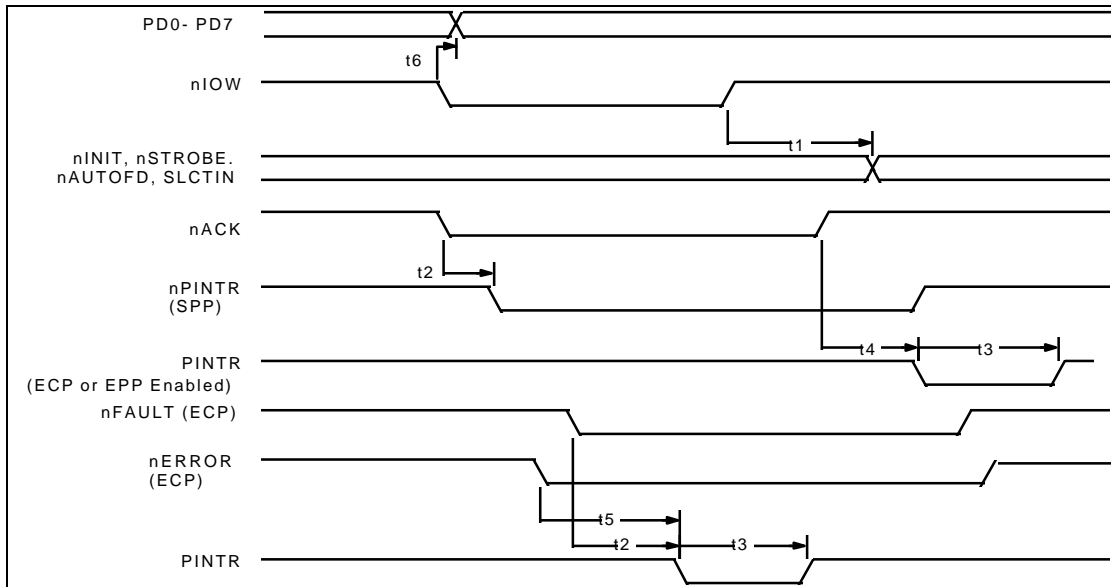 PD0- PD7
t6
nIOW
t1
nINIT, nSTROBE.
nAUTOFD, SLCTIN
nACK
t2
nPINTR
(SPP)
t4
t3
PINTR
(ECP or EPP Enabled)
nFAULT (ECP)
nERROR
(ECP)
t5
t2
t3
PINTR